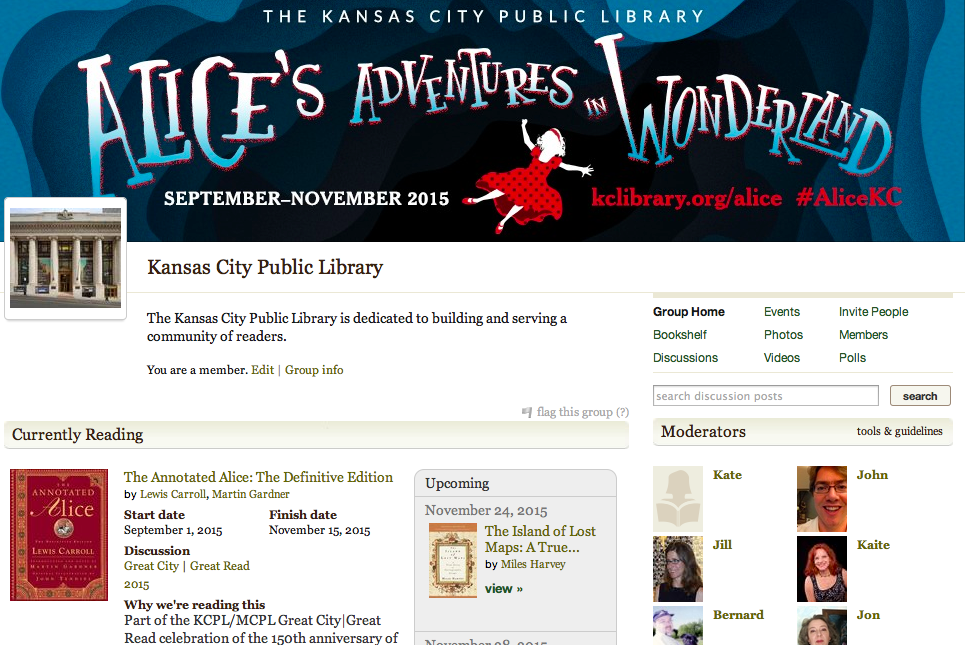 THE KANSAS CITY PUBLIC LIBRARY
ALICE'S ADVENTURES IN WONDERLAND
SEPTEMBER–NOVEMBER 2015
kclibrary.org/alice #AliceKC
Kansas City Public Library
The Kansas City Public Library is dedicated to building and serving a
community of readers.
You are a member. Edit | Group info
flag this group (?)
Currently Reading
THE
ANNOTATED
Alice
THE DEFINITIVE EDITION
LEWIS CARROLL
MARTIN GARDNER
JOHN TENNIEL
The Annotated Alice: The Definitive Edition
by Lewis Carroll, Martin Gardner
Start date
September 1, 2015
Finish date
November 15, 2015
Discussion
Great City | Great Read
2015
Why we're reading this
Part of the KCPL/MCPL Great City|Great
Read celebration of the 150th anniversary of
Upcoming
November 24, 2015
The Island of Lost
Maps: A True...
by Miles Harvey
view »
November 28, 2015
Group Home
Events
Invite People
Bookshelf
Photos
Members
Discussions
Videos
Polls
search discussion posts
search
Moderators
tools & guidelines
Kate
John
Jill
Kaite
Bernard
Jon